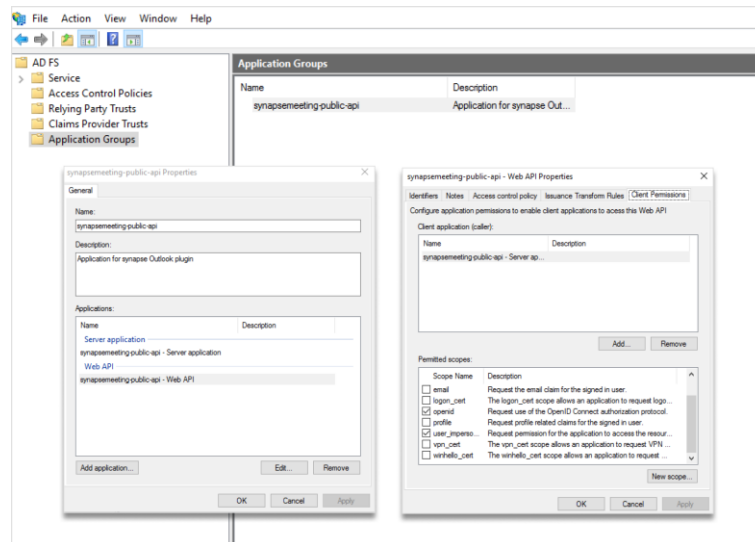 File Action View Window Help
AD FS
Service
Access Control Policies
Relying Party Trusts
Claims Provider Trusts
Application Groups
Application Groups
Name Description
synapsemeeting-public-api Application for synapse Out...
synapsemeeting-public-api Properties
General
Name:
synapsemeeting-public-api
Description:
Application for synapse Outlook plugin
Applications:
Name Description
Server application
synapsemeeting-public-api - Server application
Web API
synapsemeeting-public-api - Web API
Add application... Edit... Remove
OK Cancel Apply
synapsemeeting-public-api - Web API Properties
Identifiers Notes Access control policy Issuance Transform Rules Client Permissions
Configure application permissions to enable client applications to acess this Web API
Client application (caller):
Name Description
synapsemeeting-public-api - Server ap...
Add... Remove
Permitted scopes:
Scope Name Description
email Request the email claim for the signed in user.
logon_cert The logon_cert scope allows an application to request logo...
openid Request use of the OpenID Connect authorization protocol.
profile Request profile related claims for the signed in user.
user_imperso... Request permission for the application to access the resour...
vpn_cert The vpn_cert scope allows an application to request VPN ...
winhello_cert The winhello_cert scope allows an application to request ...
New scope...
OK Cancel Apply